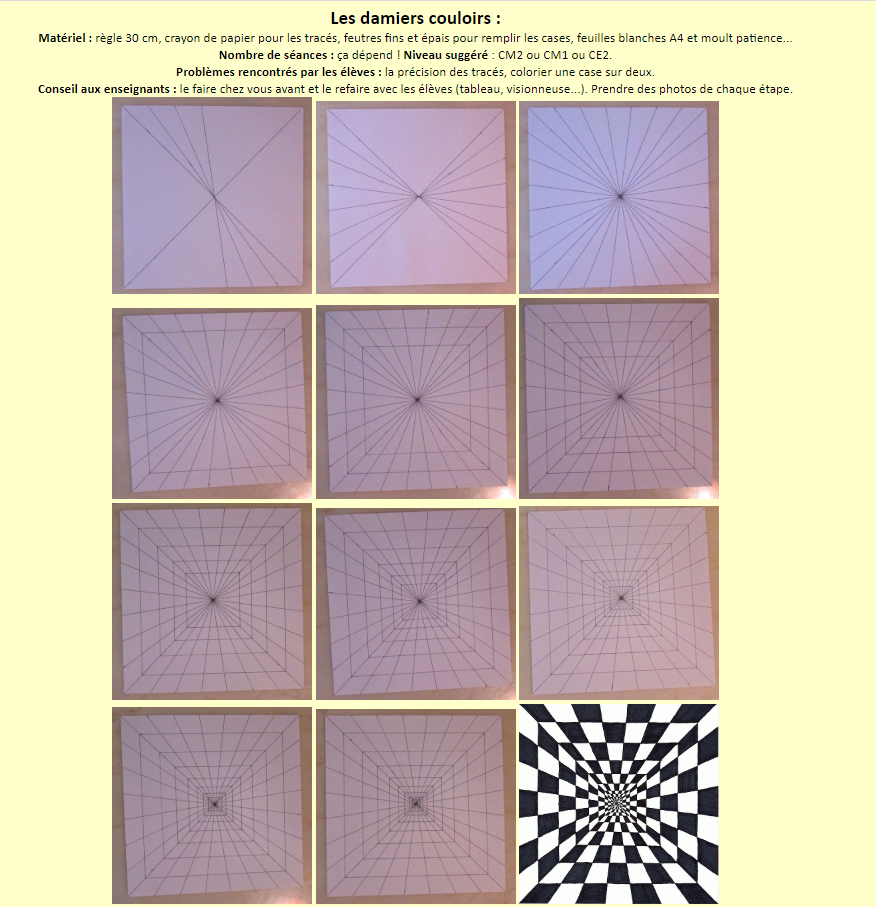 Les damiers couloirs :
Matériel : règle 30 cm, crayon de papier pour les tracés, feutres fins et épais pour remplir les cases, feuilles blanches A4 et moult patience...
Nombre de séances : ça dépend ! Niveau suggéré : CM2 ou CM1 ou CE2.
Problèmes rencontrés par les élèves : la précision des tracés, colorier une case sur deux.
Conseil aux enseignants : le faire chez vous avant et le refaire avec les élèves (tableau, visionneuse...). Prendre des photos de chaque étape.